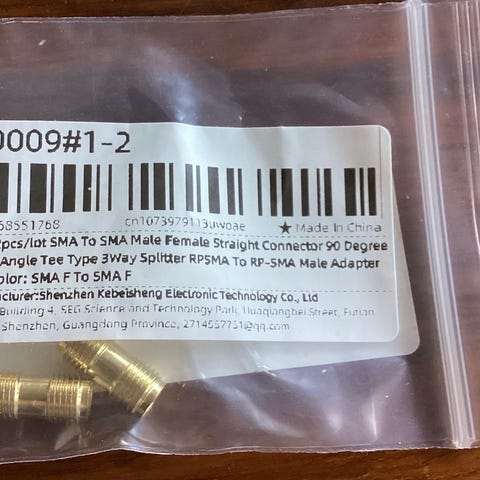 0009#1-2
68551768 cn1073979113uwoae ★ Made In China
2pcs/lot SMA To SMA Male Female Straight Connector 90 Degree
Angle Tee Type 3Way Splitter RPSMA To RP-SMA Male Adapter
olor: SMA F To SMA F
acturer:Shenzhen Kebeisheng Electronic Technology Co., Ltd
Building 4, SEG Science and Technology Park, Huaqiangbei Street, Futian
Shenzhen, Guangdong Province, 2714557751@qq.com